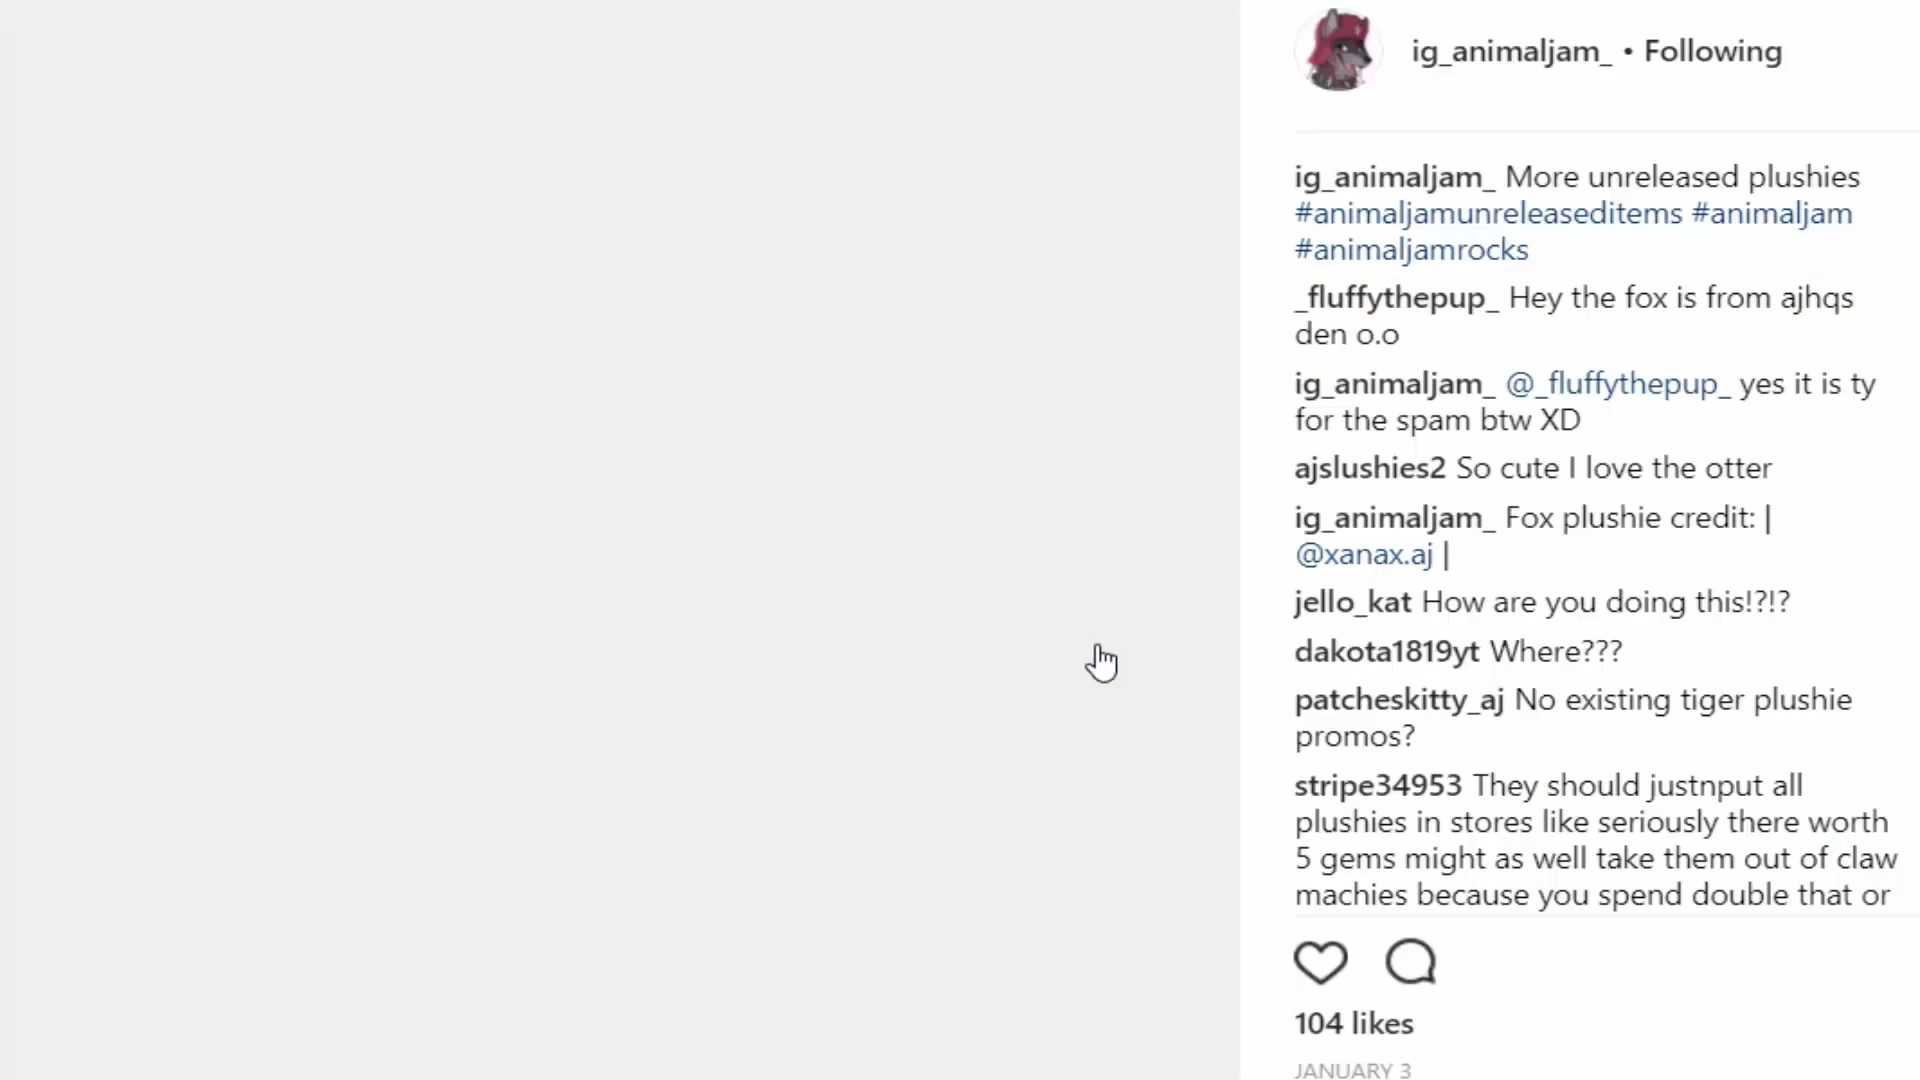 ig_animaljam_ • Following
ig_animaljam_ More unreleased plushies
#animaljamunreleaseditems #animaljam
#animaljamrocks
_fluffythepup_ Hey the fox is from ajhqs
den o.o
ig_animaljam_ @_fluffythepup_ yes it is ty
for the spam btw XD
ajslushies2 So cute I love the otter
ig_animaljam_ Fox plushie credit: |
@xanax.aj |
jello_kat How are you doing this!?!?
dakota1819yt Where???
patcheskitty_aj No existing tiger plushie
promos?
stripe34953 They should justnput all
plushies in stores like seriously there worth
5 gems might as well take them out of claw
machies because you spend double that or
104 likes
JANUARY 3